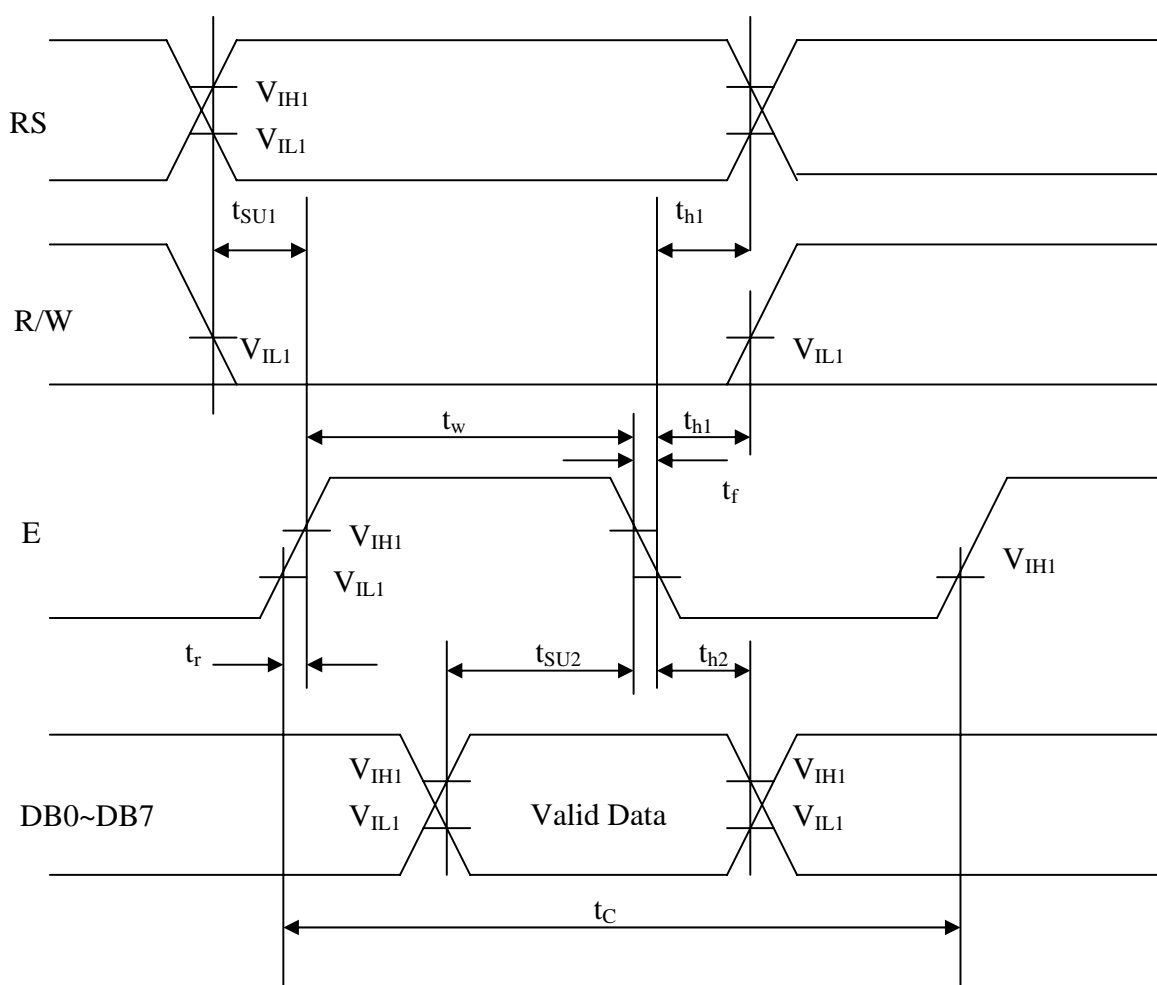 RS
V_IH1
V_IL1
t_SU1
t_h1
R/W
V_IL1
V_IL1
t_w
t_h1
t_f
E
V_IH1
V_IL1
V_IH1
t_r
t_SU2
t_h2
DB0~DB7
V_IH1
V_IL1
Valid Data
V_IH1
V_IL1
t_C